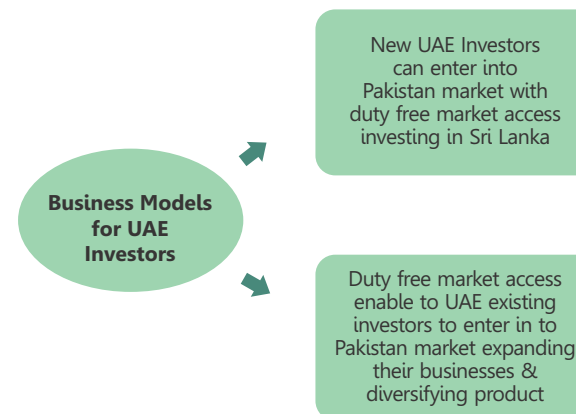 Business Models
for UAE
Investors
New UAE Investors
can enter into
Pakistan market with
duty free market access
investing in Sri Lanka
Duty free market access
enable to UAE existing
investors to enter in to
Pakistan market expanding
their businesses &
diversifying product